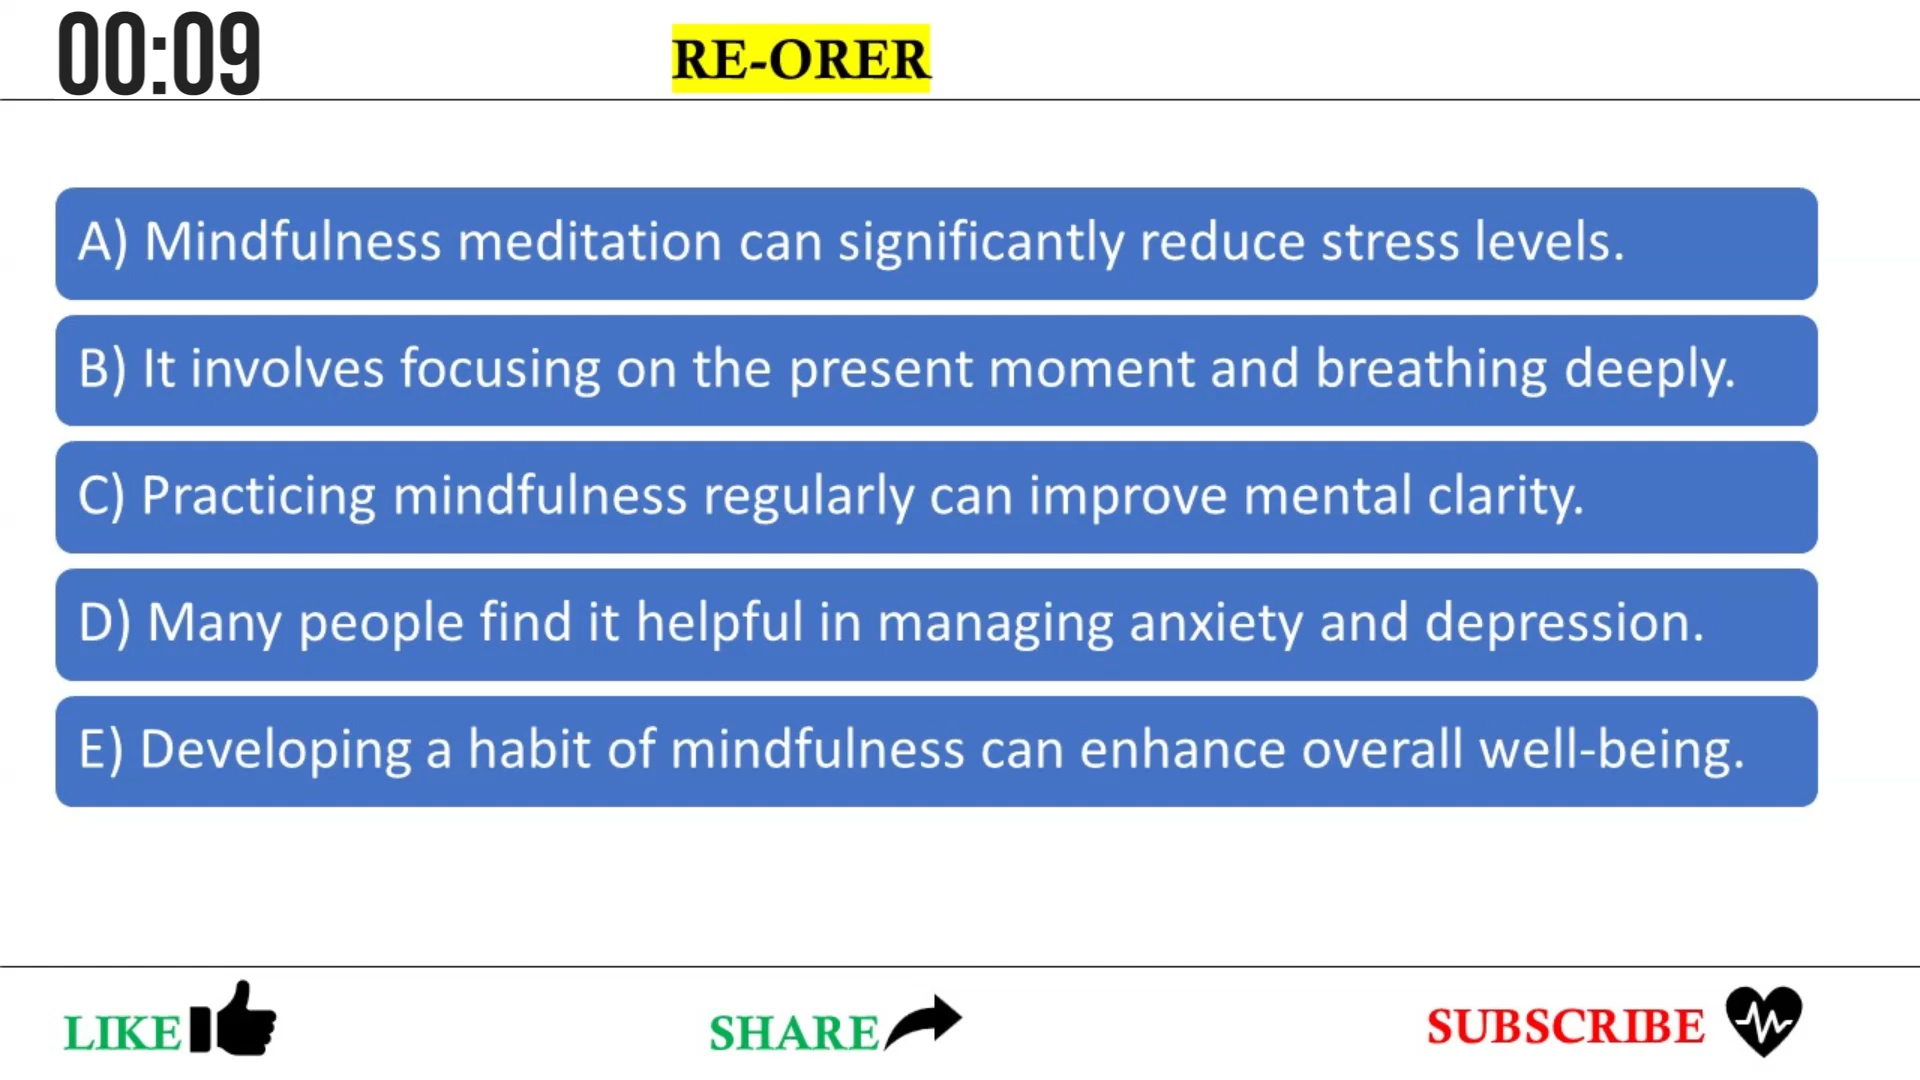 00:09
RE-ORER
A) Mindfulness meditation can significantly reduce stress levels.
B) It involves focusing on the present moment and breathing deeply.
C) Practicing mindfulness regularly can improve mental clarity.
D) Many people find it helpful in managing anxiety and depression.
E) Developing a habit of mindfulness can enhance overall well-being.
LIKE SHARE SUBSCRIBE